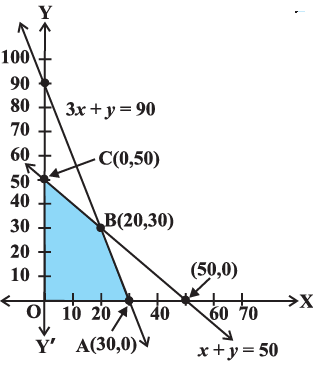 Y
100
90
80
70
60
50
40
30
20
10
3x + y = 90
C(0,50)
B(20,30)
(50,0)
O
10 20 40 60 70
X
Y′
A(30,0)
x + y = 50